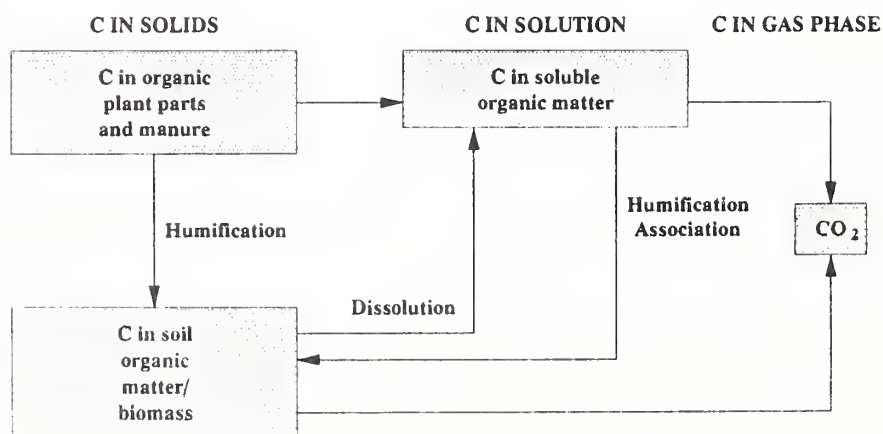 C IN SOLIDS
C IN SOLUTION
C IN GAS PHASE
C in organic
plant parts
and manure
C in soluble
organic matter
Humification
Humification
Association
CO₂
Dissolution
C in soil
organic
matter/
biomass